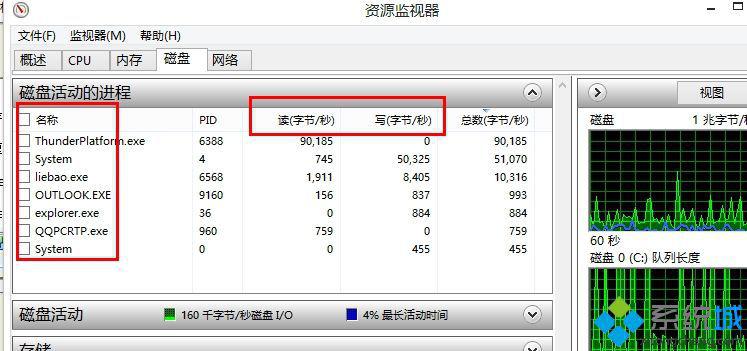 资源监视器
文件(F) 监视器(M) 帮助(H)
概述 CPU 内存 磁盘 网络
磁盘活动的进程
名称 PID 读(字节/秒) 写(字节/秒) 总数(字节/秒)
ThunderPlatform.exe 6388 90,185 0 90,185
System 4 745 50,325 51,070
liebao.exe 6568 1,911 8,405 10,316
OUTLOOK.EXE 9160 156 837 993
explorer.exe 36 0 884 884
QQPCRTP.exe 960 759 0 759
System 0 0 455 455
磁盘活动 160 千字节/秒磁盘 I/O 4% 最长活动时间
存储
视图
磁盘 1 兆字节/秒
60 秒
磁盘 0 (C:) 队列长度
系统城